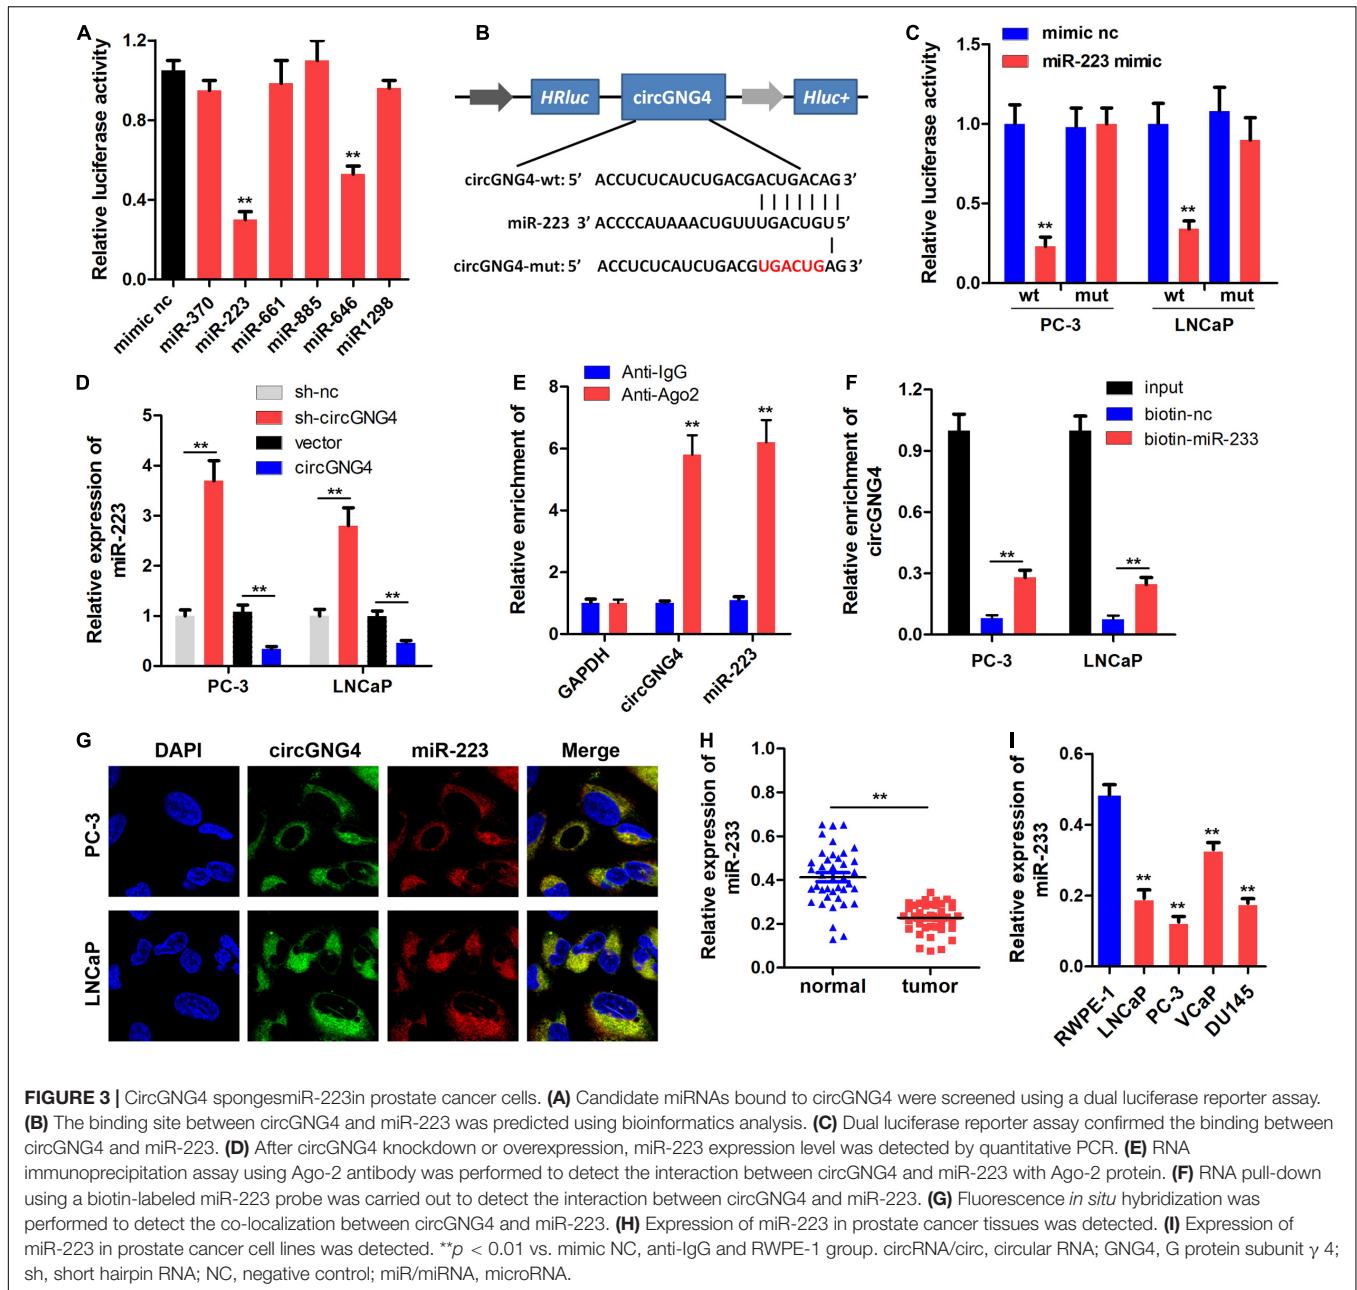 A
Relative luciferase activity
1.2
0.8
0.4
0.0
**
**
mimic nc
miR-370
miR-223
miR-661
miR-885
miR-646
miR1298
B
HRluc
circGNG4
Hluc+
circGNG4-wt: 5’ ACCUCUCAUCUGACGACUGACAG 3’
miR-223 3’ ACCCCAUAAACUGUUUGACUGU 5’
circGNG4-mut: 5’ ACCUCUCAUCUGACGUGACUGAG 3’
C
Relative luciferase activity
mimic nc
miR-223 mimic
1.5
1.0
0.5
0.0
**
**
wt mut wt mut
PC-3 LNCaP
D
Relative expression of
miR-223
sh-nc
sh-circGNG4
vector
circGNG4
5
4
3
2
1
0
**
**
**
**
PC-3 LNCaP
E
Relative enrichment of
Anti-IgG
Anti-Ago2
8
6
4
2
0
**
**
GAPDH
circGNG4
miR-223
F
Relative enrichment of
circGNG4
input
biotin-nc
biotin-miR-233
1.2
0.9
0.6
0.3
0.0
**
**
PC-3 LNCaP
G
DAPI circGNG4 miR-223 Merge
PC-3
LNCaP
H
Relative expression of
miR-233
1.0
0.8
0.6
0.4
0.2
0.0
**
normal tumor
I
Relative expression of
miR-233
0.6
0.4
0.2
0.0
**
**
**
**
RWPE-1
LNCaP
PC-3
VCaP
DU145
FIGURE 3 | CircGNG4 spongesmiR-223in prostate cancer cells. (A) Candidate miRNAs bound to circGNG4 were screened using a dual luciferase reporter assay.
(B) The binding site between circGNG4 and miR-223 was predicted using bioinformatics analysis. (C) Dual luciferase reporter assay confirmed the binding between
circGNG4 and miR-223. (D) After circGNG4 knockdown or overexpression, miR-223 expression level was detected by quantitative PCR. (E) RNA
immunoprecipitation assay using Ago-2 antibody was performed to detect the interaction between circGNG4 and miR-223 with Ago-2 protein. (F) RNA pull-down
using a biotin-labeled miR-223 probe was carried out to detect the interaction between circGNG4 and miR-223. (G) Fluorescence in situ hybridization was
performed to detect the co-localization between circGNG4 and miR-223. (H) Expression of miR-223 in prostate cancer tissues was detected. (I) Expression of
miR-223 in prostate cancer cell lines was detected. **p < 0.01 vs. mimic NC, anti-IgG and RWPE-1 group. circRNA/circ, circular RNA; GNG4, G protein subunit γ 4;
sh, short hairpin RNA; NC, negative control; miR/miRNA, microRNA.